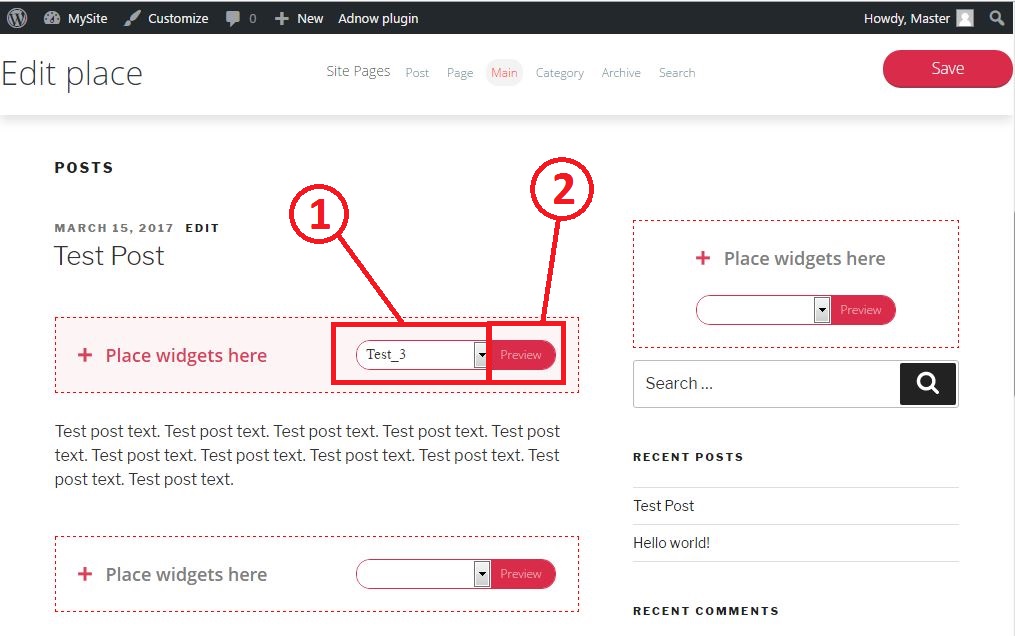 MySite Customize 0 New Adnow plugin Howdy, Master
Edit place Site Pages Post Page Main Category Archive Search Save
POSTS
1
2
MARCH 15, 2017 EDIT
Test Post
+ Place widgets here Test_3 Preview
Test post text. Test post text. Test post text. Test post text. Test post
text. Test post text. Test post text. Test post text. Test post text. Test
post text. Test post text.
+ Place widgets here Preview
+ Place widgets here
Preview
Search ...
RECENT POSTS
Test Post
Hello world!
RECENT COMMENTS